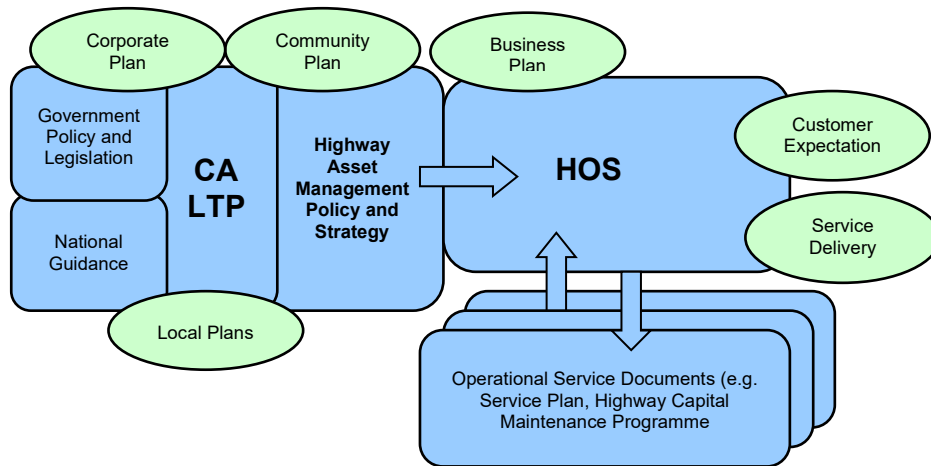 Corporate
Plan
Community
Plan
Business
Plan
Government
Policy and
Legislation
CA
LTP
Highway
Asset
Management
Policy and
Strategy
HOS
Customer
Expectation
National
Guidance
Service
Delivery
Local Plans
Operational Service Documents (e.g.
Service Plan, Highway Capital
Maintenance Programme